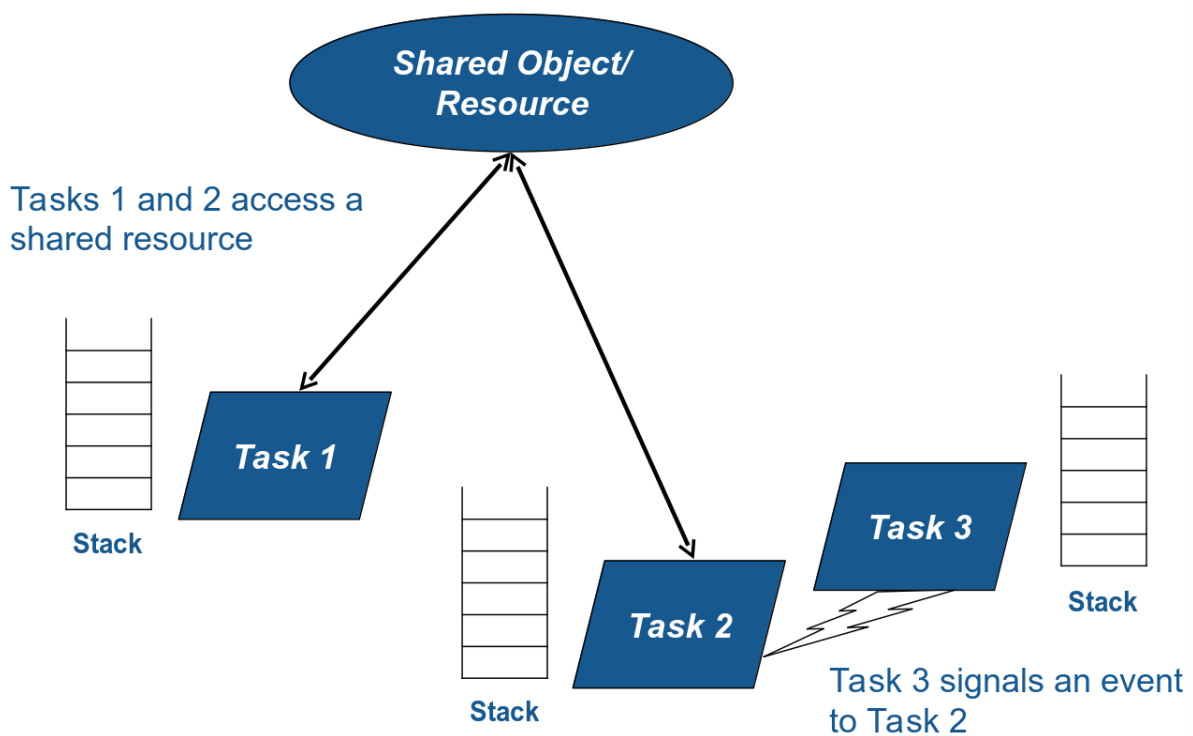 Shared Object/
Resource
Tasks 1 and 2 access a
shared resource
Task 1
Stack
Task 3
Stack
Task 2
Stack
Task 3 signals an event
to Task 2